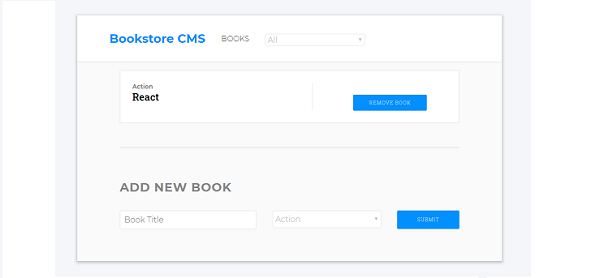 Bookstore CMS BOOKS All
Action
React
REMOVE BOOK
ADD NEW BOOK
Book Title Action SUBMIT